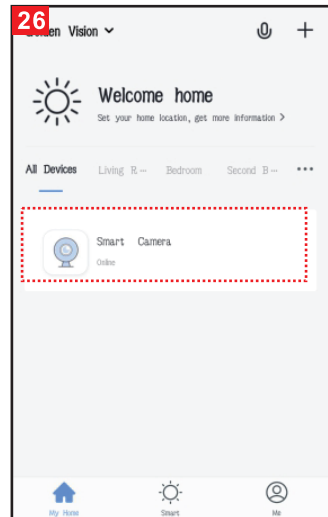 26
Vision
Welcome home
Set your home location, get more information >
All Devices Living R… Bedroom Second B… •••
Smart Camera
Online
My Home Smart Me